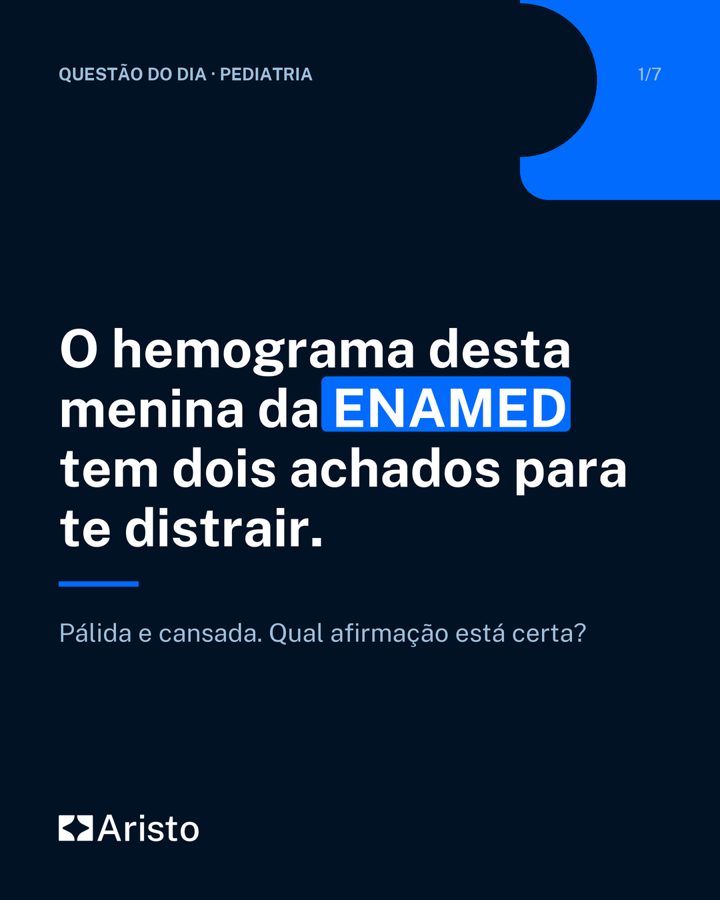 QUESTÃO DO DIA · PEDIATRIA
1/7
O hemograma desta
menina da ENAMED
tem dois achados para
te distrair.
Pálida e cansada. Qual afirmação está certa?
Aristo